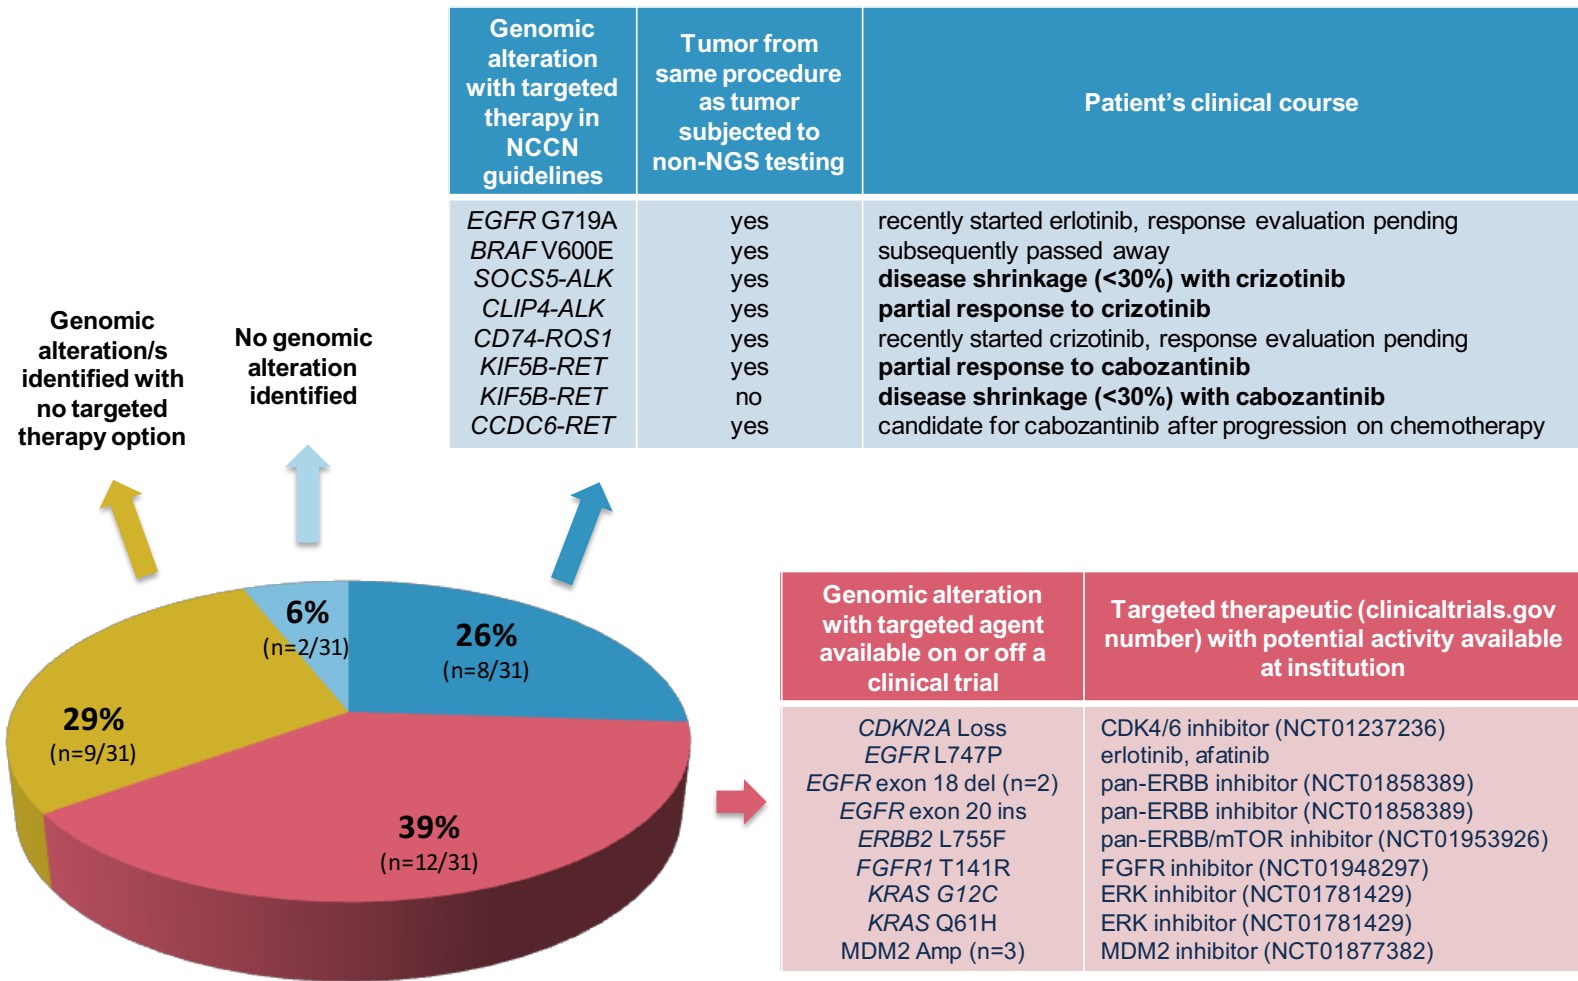 Genomic
alteration
with targeted
therapy in
NCCN
guidelines
Tumor from
same procedure
as tumor
subjected to
non-NGS testing
Patient's clinical course
EGFR G719A yes recently started erlotinib, response evaluation pending
BRAF V600E yes subsequently passed away
SOCS5-ALK yes disease shrinkage (<30%) with crizotinib
CLIP4-ALK yes partial response to crizotinib
CD74-ROS1 yes recently started crizotinib, response evaluation pending
KIF5B-RET yes partial response to cabozantinib
KIF5B-RET no disease shrinkage (<30%) with cabozantinib
CCDC6-RET yes candidate for cabozantinib after progression on chemotherapy
Genomic
alteration/s
identified with
no targeted
therapy option
No genomic
alteration
identified
6%
(n=2/31)
26%
(n=8/31)
29%
(n=9/31)
39%
(n=12/31)
Genomic alteration
with targeted agent
available on or off a
clinical trial
Targeted therapeutic (clinicaltrials.gov
number) with potential activity available
at institution
CDKN2A Loss CDK4/6 inhibitor (NCT01237236)
EGFR L747P erlotinib, afatinib
EGFR exon 18 del (n=2) pan-ERBB inhibitor (NCT01858389)
EGFR exon 20 ins pan-ERBB inhibitor (NCT01858389)
ERBB2 L755F pan-ERBB/mTOR inhibitor (NCT01953926)
FGFR1 T141R FGFR inhibitor (NCT01948297)
KRAS G12C ERK inhibitor (NCT01781429)
KRAS Q61H ERK inhibitor (NCT01781429)
MDM2 Amp (n=3) MDM2 inhibitor (NCT01877382)